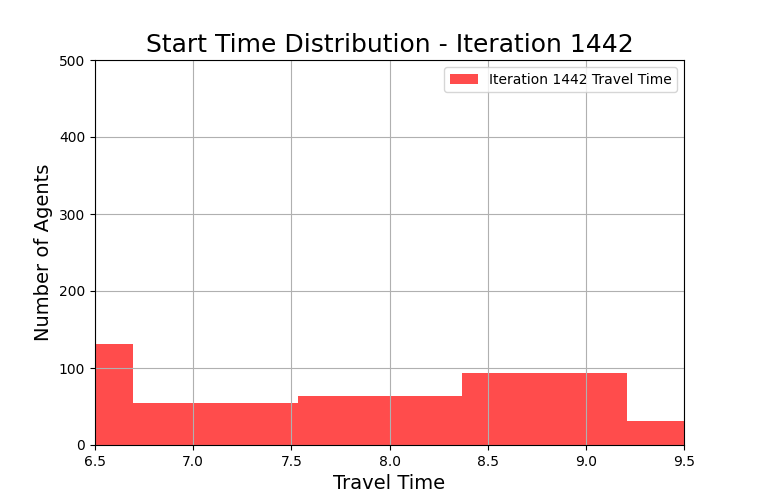 Start Time Distribution - Iteration 1442
Iteration 1442 Travel Time
Number of Agents
500
400
300
200
100
0
6.5 7.0 7.5 8.0 8.5 9.0 9.5
Travel Time